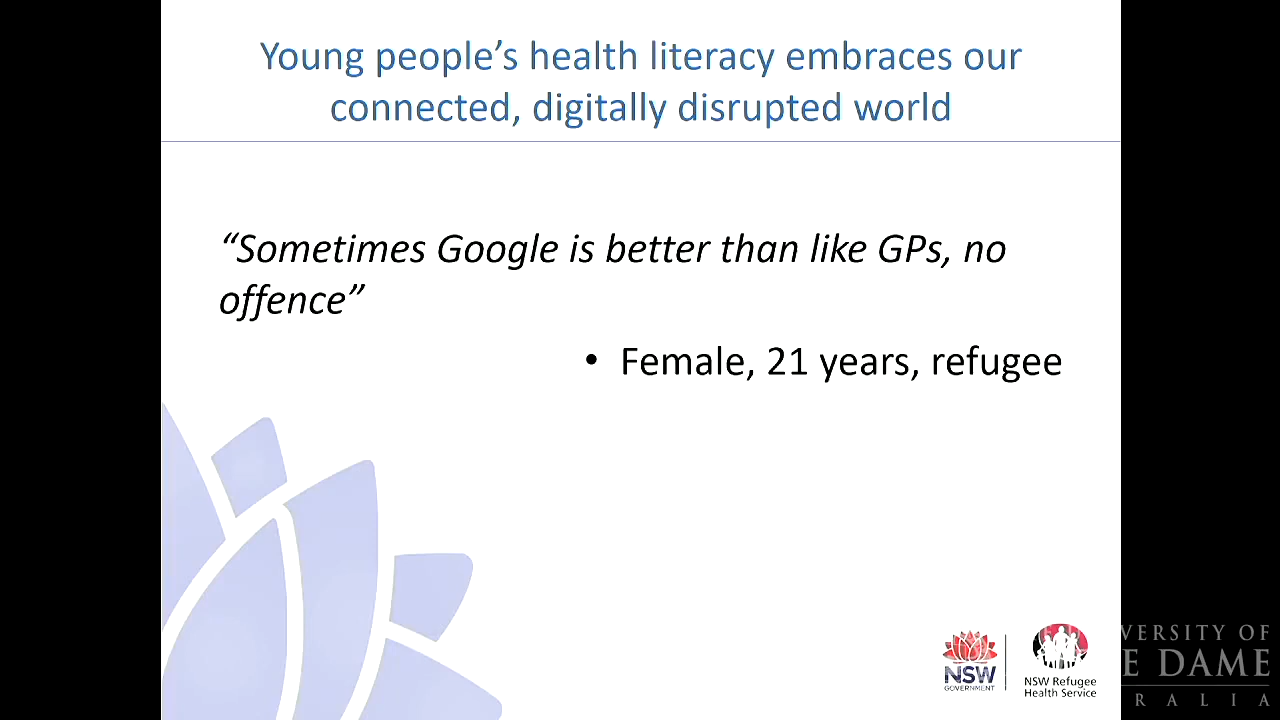 Young people’s health literacy embraces our
connected, digitally disrupted world
“Sometimes Google is better than like GPs, no
offence”
• Female, 21 years, refugee
NSW
GOVERNMENT
NSW Refugee
Health Service
VERSITY OF
E DAME
R A L I A